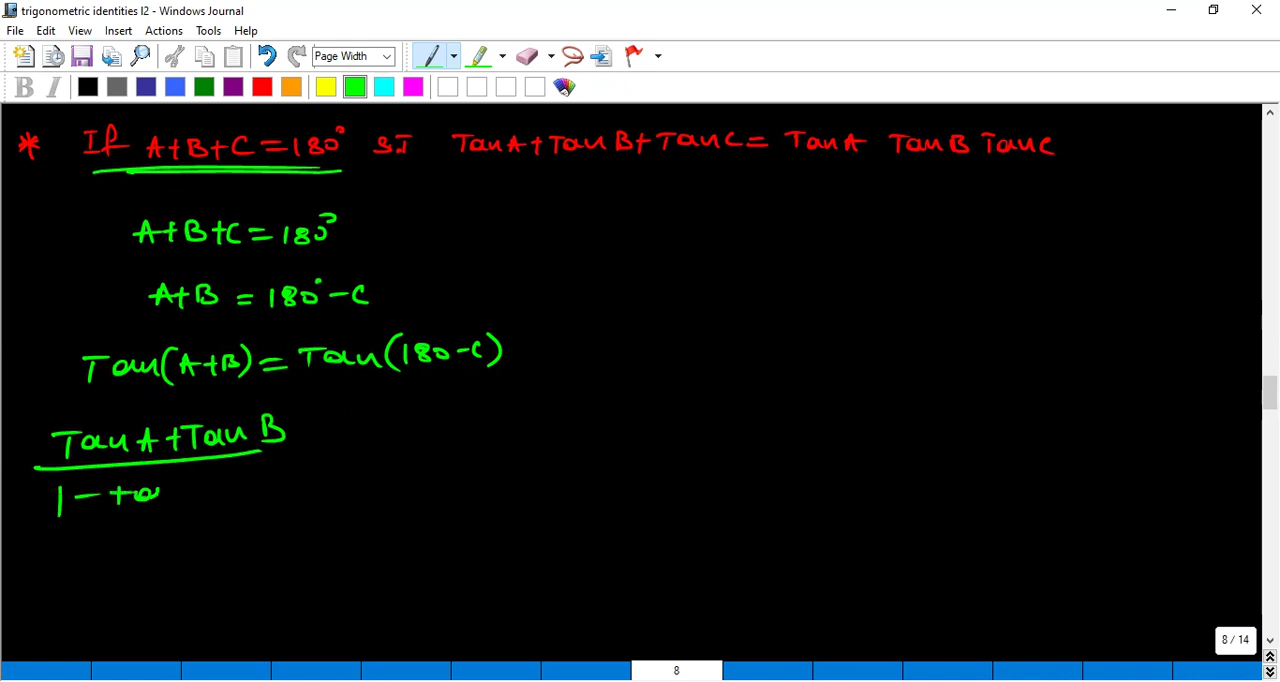 trigonometric identities l2 - Windows Journal
File Edit View Insert Actions Tools Help
Page Width
B I
* If A+B+C=180° S.T TanA+TanB+TanC=TanA TanB TanC
A+B+C=180°
A+B=180°-C
Tan(A+B)=Tan(180-C)
TanA+TanB
1-ta
8 / 14
8